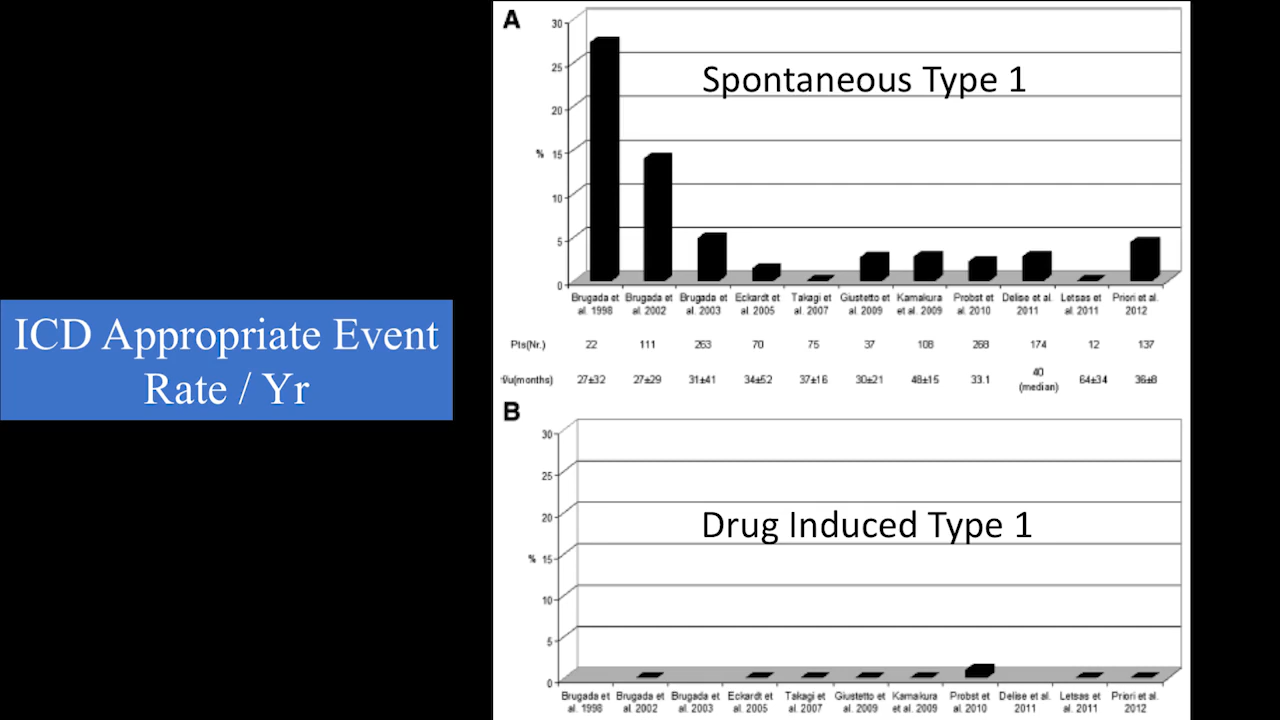 ICD Appropriate Event
Rate / Yr
A
Spontaneous Type 1
30
25
20
15
10
5
0
%
Brugada et al. 1998
Brugada et al. 2002
Brugada et al. 2003
Eckardt et al. 2005
Takagi et al. 2007
Giustetto et al. 2009
Kamakura et al. 2009
Probst et al. 2010
Delise et al. 2011
Letsas et al. 2011
Priori et al. 2012
Pts(Nr.) 22 111 263 70 75 37 108 268 174 12 137
f/u(months) 27±32 27±29 31±41 34±52 37±16 30±21 48±15 33.1 40 (median) 64±34 36±8
B
Drug Induced Type 1
30
25
20
15
10
5
0
%
Brugada et al. 1998
Brugada et al. 2002
Brugada et al. 2003
Eckardt et al. 2005
Takagi et al. 2007
Giustetto et al. 2009
Kamakura et al. 2009
Probst et al. 2010
Delise et al. 2011
Letsas et al. 2011
Priori et al. 2012